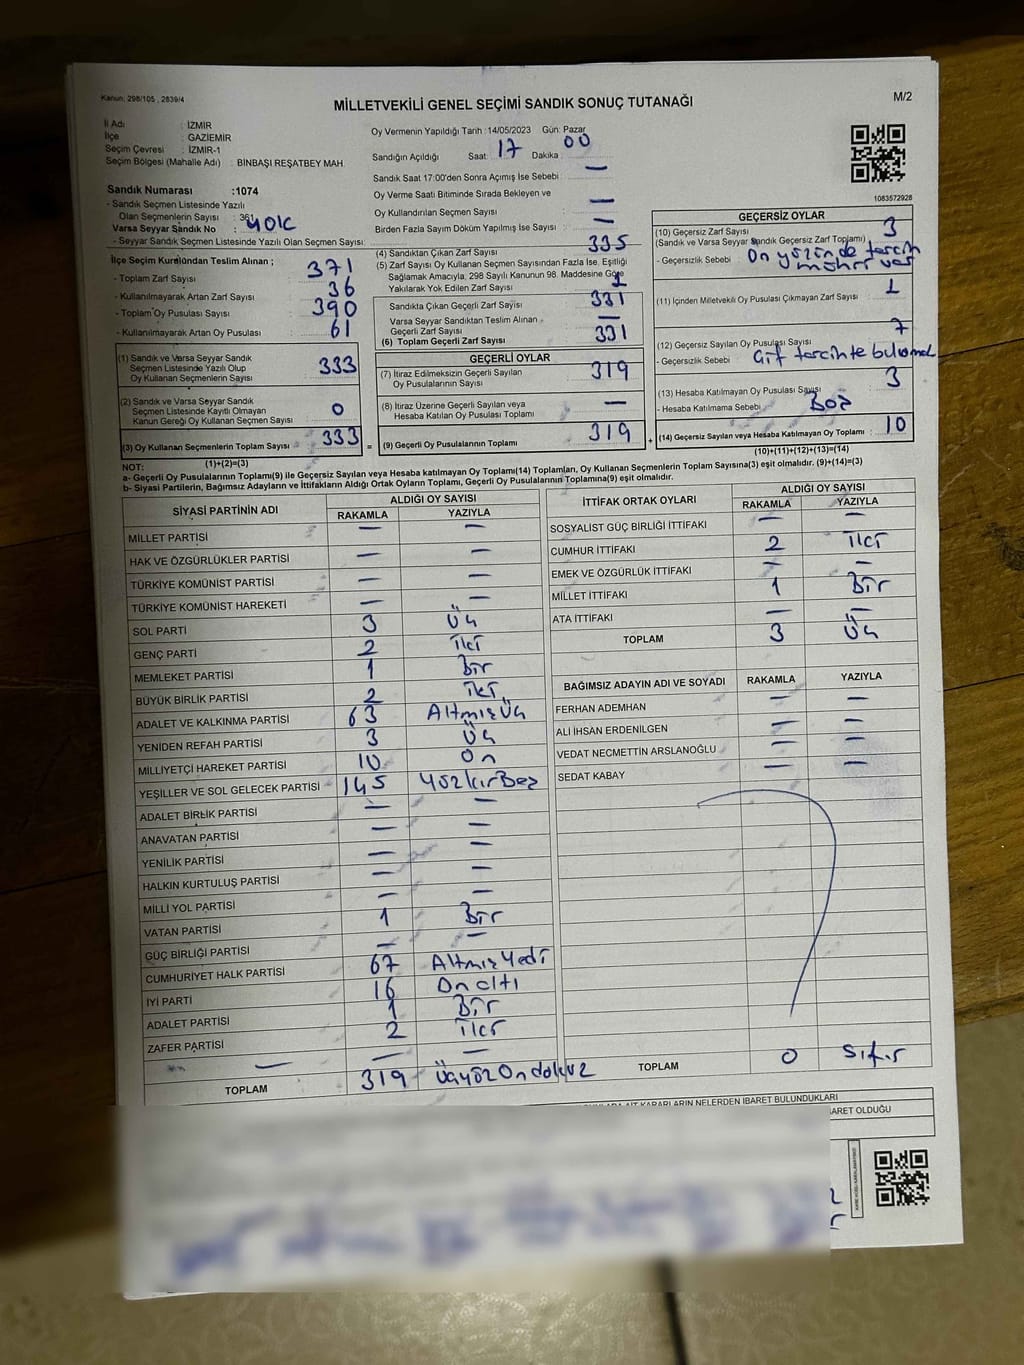 Kanun: 298/105 , 2839/4
MİLLETVEKİLİ GENEL SEÇİMİ SANDIK SONUÇ TUTANAĞI
M/2
İl Adı : İZMİR
İlçe : GAZİEMİR
Seçim Çevresi : İZMİR-1
Seçim Bölgesi (Mahalle Adı) : BİNBAŞI REŞATBEY MAH.
Oy Vermenin Yapıldığı Tarih : 14/05/2023 Gün: Pazar
Sandığın Açıldığı Saat: 17 Dakika : 00
Sandık Saat 17:00'den Sonra Açımış İse Sebebi : —
Oy Verme Saati Bitiminde Sırada Bekleyen ve
Oy Kullandırılan Seçmen Sayısı : —
Birden Fazla Sayım Döküm Yapılmış İse Sayısı : —
1083572928
Sandık Numarası :1074
- Sandık Seçmen Listesinde Yazılı
Olan Seçmenlerin Sayısı : 361
Varsa Seyyar Sandık No : Yok
- Seyyar Sandık Seçmen Listesinde Yazılı Olan Seçmen Sayısı:
İlçe Seçim Kurulundan Teslim Alınan ;
- Toplam Zarf Sayısı : 371
- Kullanılmayarak Artan Zarf Sayısı : 36
- Toplam Oy Pusulası Sayısı : 390
- Kullanılmayarak Artan Oy Pusulası : 61
(1) Sandık ve Varsa Seyyar Sandık
Seçmen Listesinde Yazılı Olup
Oy Kullanan Seçmenlerin Sayısı : 333
(2) Sandık ve Varsa Seyyar Sandık
Seçmen Listesinde Kayıtlı Olmayan
Kanun Gereği Oy Kullanan Seçmen Sayısı : 0
(3) Oy Kullanan Seçmenlerin Toplam Sayısı : 333 =
(1)+(2)=(3)
(4) Sandıktan Çıkan Zarf Sayısı : 335
(5) Zarf Sayısı Oy Kullanan Seçmen Sayısından Fazla İse, Eşitliği
Sağlamak Amacıyla, 298 Sayılı Kanunun 98. Maddesine Göre
Yakılarak Yok Edilen Zarf Sayısı :
Sandıkta Çıkan Geçerli Zarf Sayısı : 331
Varsa Seyyar Sandıktan Teslim Alınan
Geçerli Zarf Sayısı : —
(6) Toplam Geçerli Zarf Sayısı : 331
GEÇERLİ OYLAR
(7) İtiraz Edilmeksizin Geçerli Sayılan
Oy Pusulalarının Sayısı : 319
(8) İtiraz Üzerine Geçerli Sayılan veya
Hesaba Katılan Oy Pusulası Toplamı : —
(9) Geçerli Oy Pusulalarının Toplamı : 319 +
GEÇERSİZ OYLAR
(10) Geçersiz Zarf Sayısı : 3
(Sandık ve Varsa Seyyar Sandık Geçersiz Zarf Toplamı)
- Geçersizlik Sebebi : Ön yüzünde tercih
mührü var
(11) İçinden Milletvekili Oy Pusulası Çıkmayan Zarf Sayısı : 1
(12) Geçersiz Sayılan Oy Pusulası Sayısı : 7
- Geçersizlik Sebebi : Çift tercihte
(13) Hesaba Katılmayan Oy Pusulası Sayısı : 3
- Hesaba Katılmama Sebebi : Boş
(14) Geçersiz Sayılan veya Hesaba Katılmayan Oy Toplamı : 10
(10)+(11)+(12)+(13)=(14)
NOT:
a- Geçerli Oy Pusulalarının Toplamı(9) ile Geçersiz Sayılan veya Hesaba katılmayan Oy Toplamı(14) Toplamları, Oy Kullanan Seçmenlerin Toplam Sayısına(3) eşit olmalıdır. (9)+(14)=(3)
b- Siyasi Partilerin, Bağımsız Adayların ve İttifakların Aldığı Ortak Oyların Toplamı, Geçerli Oy Pusulalarının Toplamına(9) eşit olmalıdır.
SİYASİ PARTİNİN ADI ALDIĞI OY SAYISI
RAKAMLA YAZIYLA
MİLLET PARTİSİ — —
HAK VE ÖZGÜRLÜKLER PARTİSİ — —
TÜRKİYE KOMÜNİST PARTİSİ — —
TÜRKİYE KOMÜNİST HAREKETİ — —
SOL PARTİ 3 Üç
GENÇ PARTİ 2 İki
MEMLEKET PARTİSİ 1 Bir
BÜYÜK BİRLİK PARTİSİ 2 İki
ADALET VE KALKINMA PARTİSİ 63 Altmış Üç
YENİDEN REFAH PARTİSİ 3 Üç
MİLLİYETÇİ HAREKET PARTİSİ 10 On
YEŞİLLER VE SOL GELECEK PARTİSİ 145 Yüzkırbeş
ADALET BİRLİK PARTİSİ — —
ANAVATAN PARTİSİ — —
YENİLİK PARTİSİ — —
HALKIN KURTULUŞ PARTİSİ — —
MİLLİ YOL PARTİSİ — —
VATAN PARTİSİ 1 Bir
GÜÇ BİRLİĞİ PARTİSİ — —
CUMHURİYET HALK PARTİSİ 67 Altmış Yedi
İYİ PARTİ 16 On altı
ADALET PARTİSİ 1 Bir
ZAFER PARTİSİ 2 İki
— — —
TOPLAM 319 Üçyüz Ondokuz
İTTİFAK ORTAK OYLARI ALDIĞI OY SAYISI
RAKAMLA YAZIYLA
SOSYALİST GÜÇ BİRLİĞİ İTTİFAKI — —
CUMHUR İTTİFAKI 2 İki
EMEK VE ÖZGÜRLÜK İTTİFAKI — —
MİLLET İTTİFAKI 1 Bir
ATA İTTİFAKI — —
TOPLAM 3 Üç
BAĞIMSIZ ADAYIN ADI VE SOYADI RAKAMLA YAZIYLA
FERHAN ADEMHAN — —
ALİ İHSAN ERDENİLGEN — —
VEDAT NECMETTİN ARSLANOĞLU — —
SEDAT KABAY — —
TOPLAM 0 Sıfır
KARARLARIN NELERDEN İBARET BULUNDUKLARI
İBARET OLDUĞU